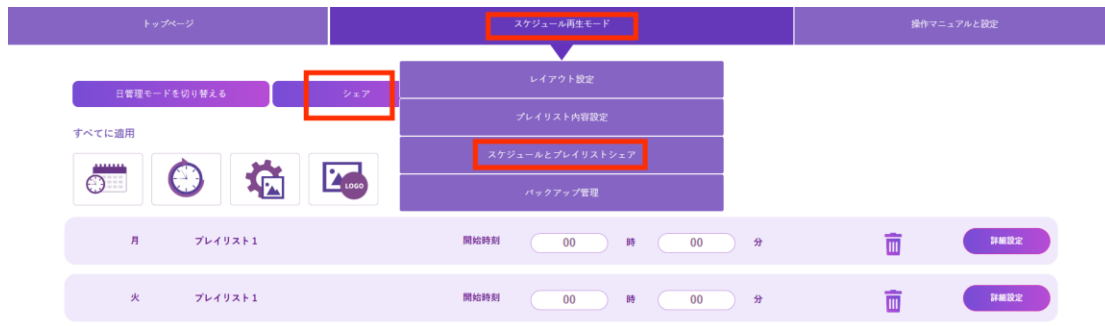 トップページ
スケジュール再生モード
操作マニュアルと設定
レイアウト設定
プレイリスト内容設定
スケジュールとプレイリストシェア
バックアップ管理
日管理モードを切り替える
シェア
すべてに適用
LOGO
月 プレイリスト1 開始時刻 00 時 00 分 詳細設定
火 プレイリスト1 開始時刻 00 時 00 分 詳細設定